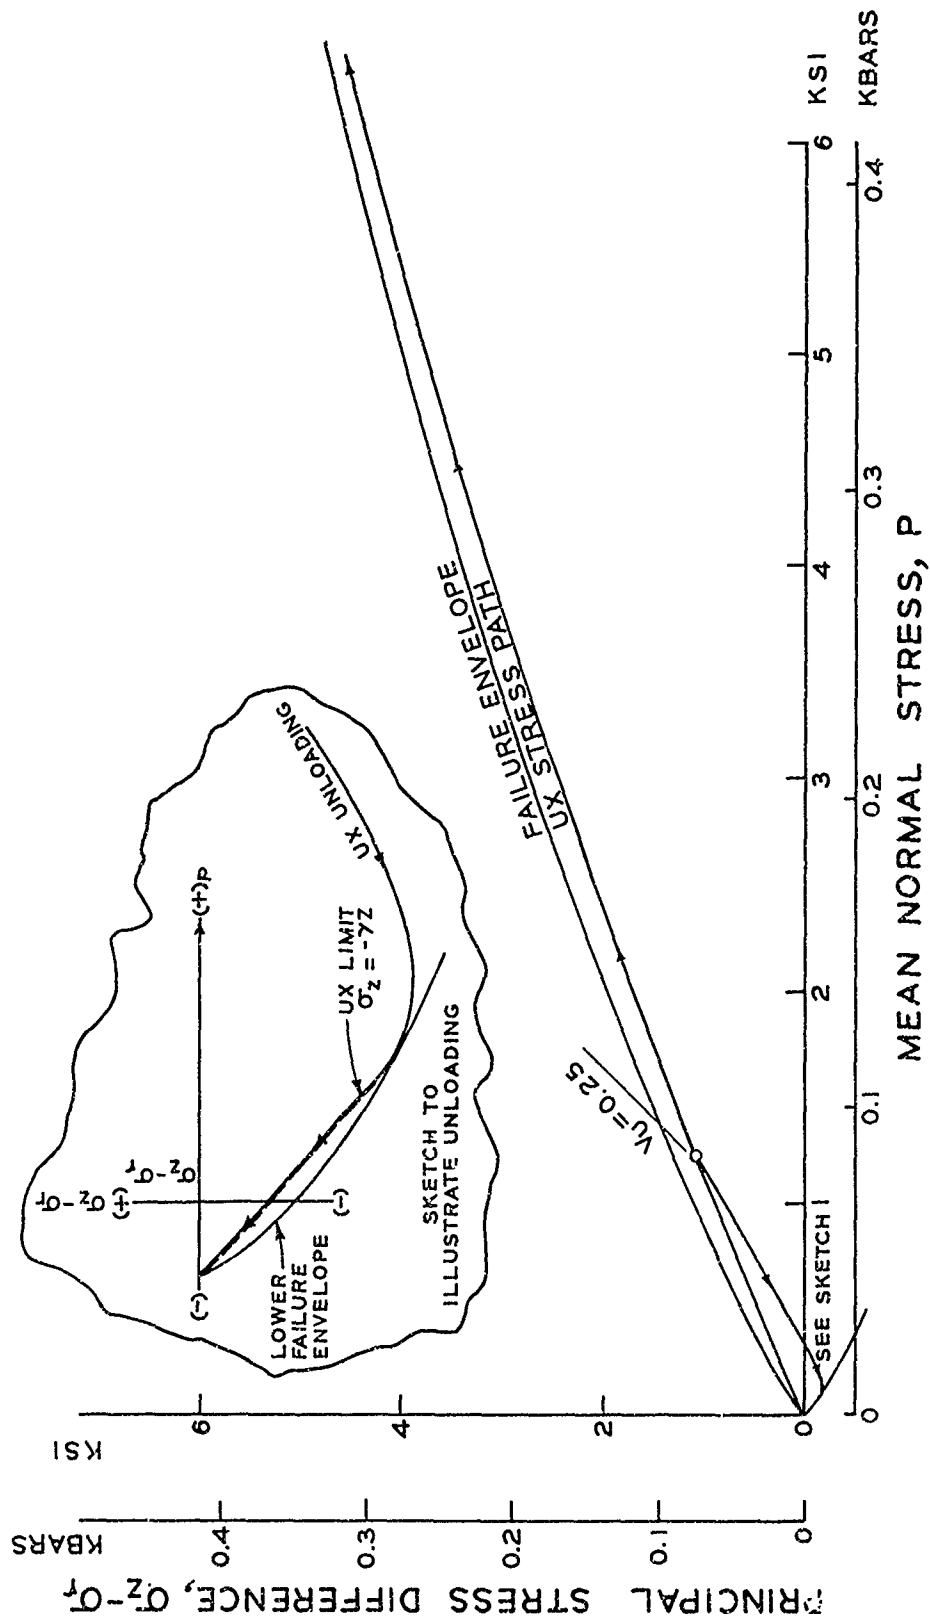 PRINCIPAL STRESS DIFFERENCE, σz-σr
KBARS
0.4
0.3
0.2
0.1
0
KSI
6
4
2
0
(+)
σz-σr
σz-σr
(-)
(+)P
(-)
UX UNLOADING
UX LIMIT
σz = -γZ
LOWER
FAILURE
ENVELOPE
SKETCH TO
ILLUSTRATE UNLOADING
FAILURE ENVELOPE
UX STRESS PATH
νU=0.25
SEE SKETCH
1
2
3
4
5
6
KSI
0
0.1
0.2
0.3
0.4
KBARS
MEAN NORMAL STRESS, P